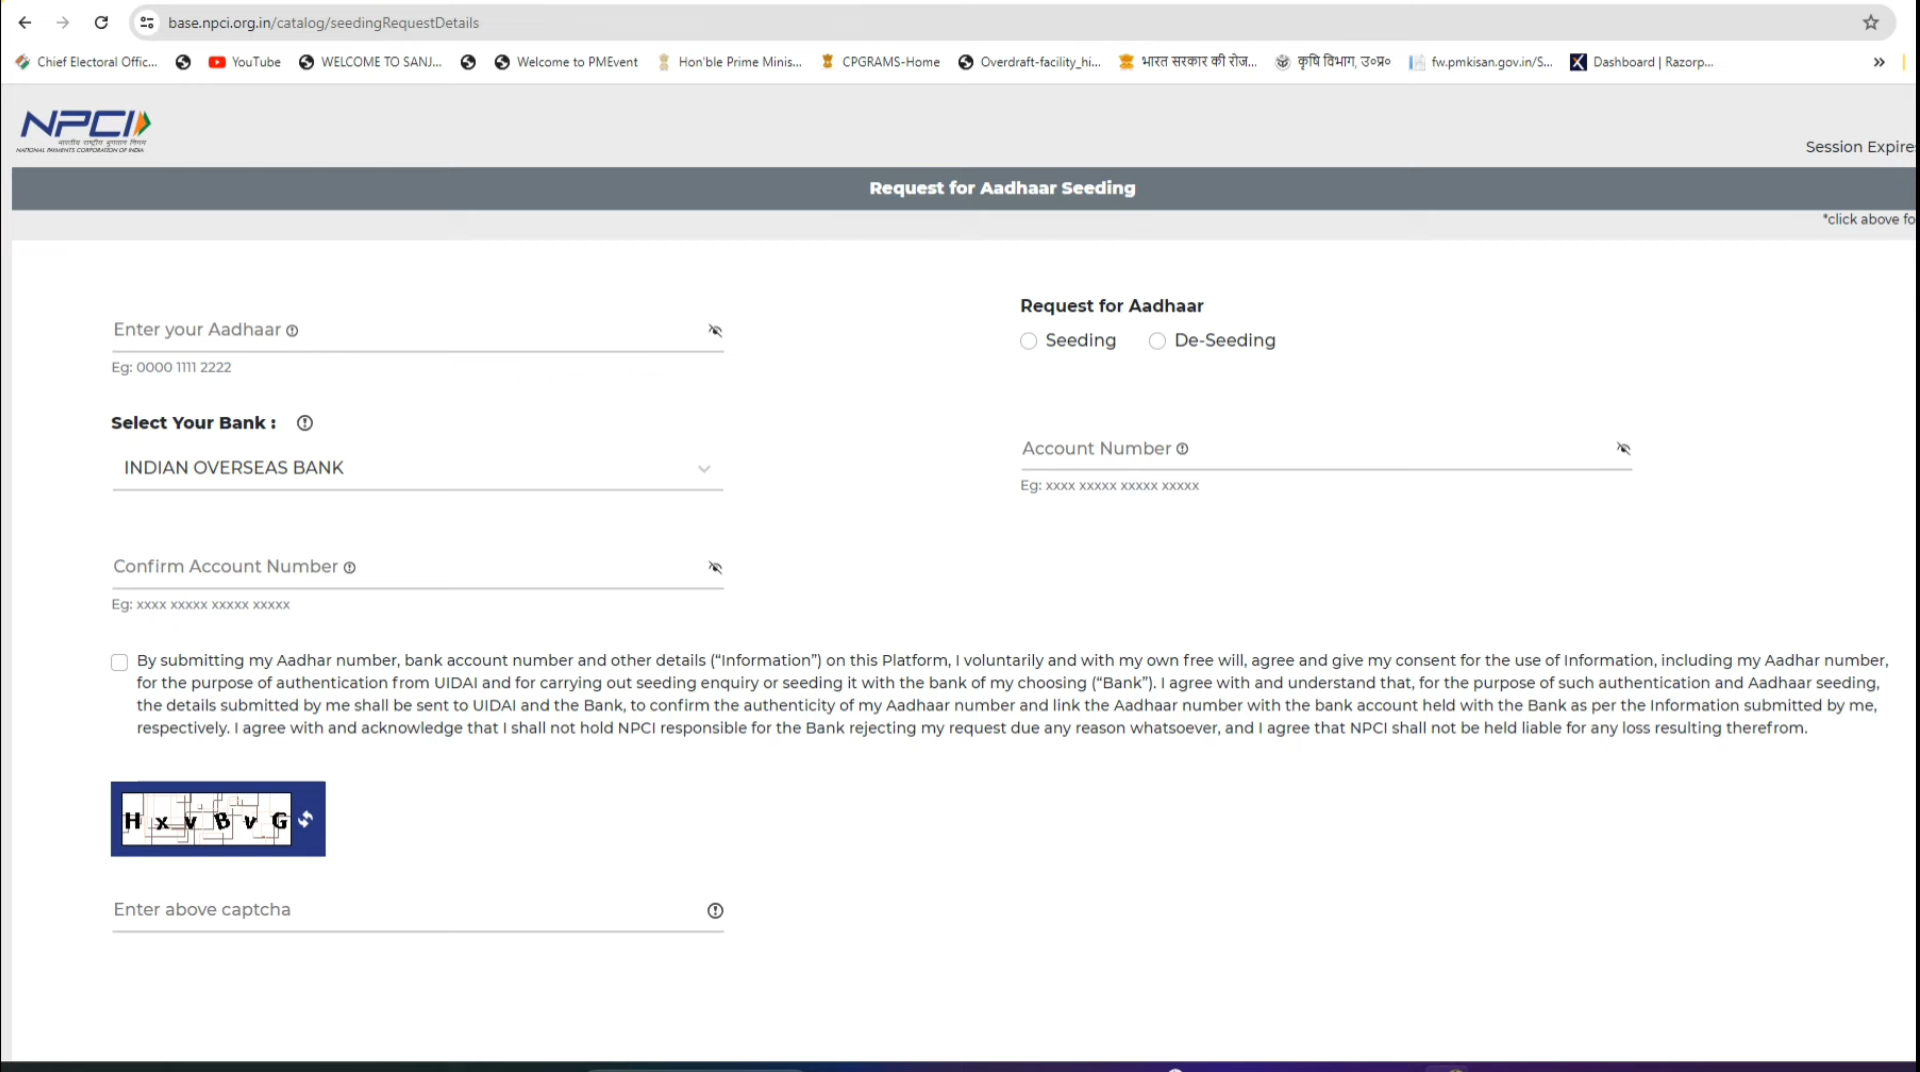 base.npci.org.in/catalog/seedingRequestDetails
Chief Electoral Offic... YouTube WELCOME TO SANJ... Welcome to PMEvent Hon'ble Prime Minis... CPGRAMS-Home Overdraft-facility_hi... भारत सरकार की रोज... कृषि विभाग, उ०प्र० fw.pmkisan.gov.in/S... Dashboard | Razorp... »
NPCI
भारतीय राष्ट्रीय भुगतान निगम
NATIONAL PAYMENTS CORPORATION OF INDIA
Session Expire
Request for Aadhaar Seeding
*click above fo
Request for Aadhaar
Enter your Aadhaar
Seeding De-Seeding
Eg: 0000 1111 2222
Select Your Bank :
Account Number
INDIAN OVERSEAS BANK
Eg: xxxx xxxxx xxxxx xxxxx
Confirm Account Number
Eg: xxxx xxxxx xxxxx xxxxx
By submitting my Aadhar number, bank account number and other details (“Information”) on this Platform, I voluntarily and with my own free will, agree and give my consent for the use of Information, including my Aadhar number,
for the purpose of authentication from UIDAI and for carrying out seeding enquiry or seeding it with the bank of my choosing (“Bank”). I agree with and understand that, for the purpose of such authentication and Aadhaar seeding,
the details submitted by me shall be sent to UIDAI and the Bank, to confirm the authenticity of my Aadhaar number and link the Aadhaar number with the bank account held with the Bank as per the Information submitted by me,
respectively. I agree with and acknowledge that I shall not hold NPCI responsible for the Bank rejecting my request due any reason whatsoever, and I agree that NPCI shall not be held liable for any loss resulting therefrom.
H x v B v G
Enter above captcha